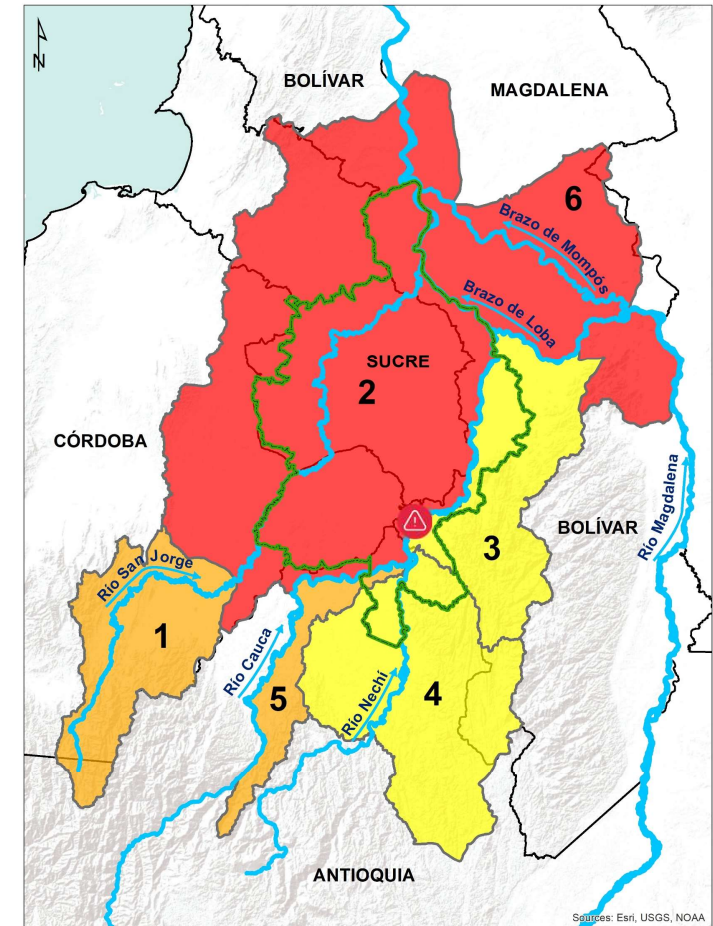 N
BOLÍVAR
MAGDALENA
6
Brazo de Mompós
Brazo de Loba
SUCRE
2
CÓRDOBA
Río Magdalena
BOLÍVAR
3
Río San Jorge
1
Río Cauca
5
Río Nechí
4
ANTIOQUIA
Sources: Esri, USGS, NOAA